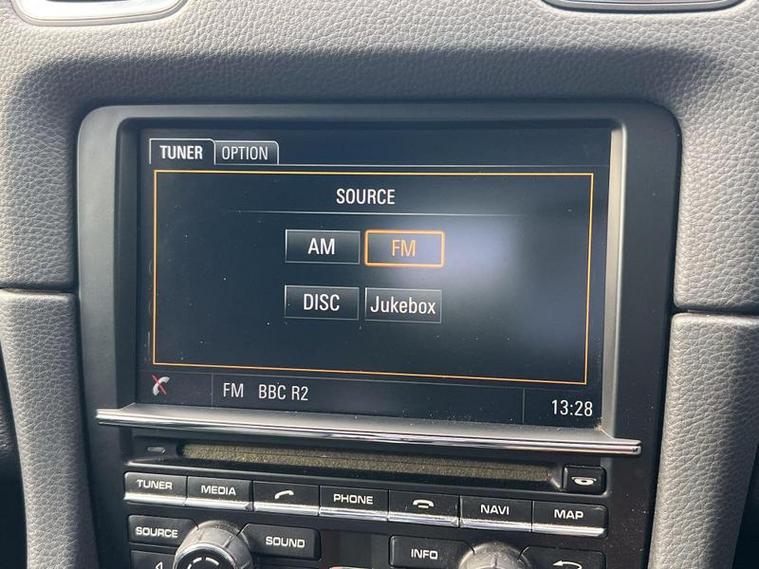 TUNER OPTION
SOURCE
AM FM
DISC Jukebox
FM BBC R2 13:28
TUNER MEDIA PHONE NAVI MAP
SOURCE SOUND INFO